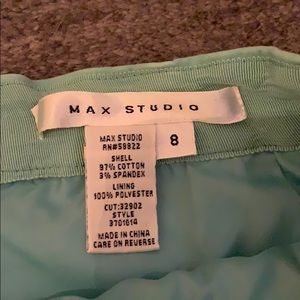 MAX STUDIO
8
MAX STUDIO
RN#59822
SHELL
97% COTTON
3% SPANDEX
LINING
100% POLYESTER
CUT:32902
STYLE
3701614
MADE IN CHINA
CARE ON REVERSE